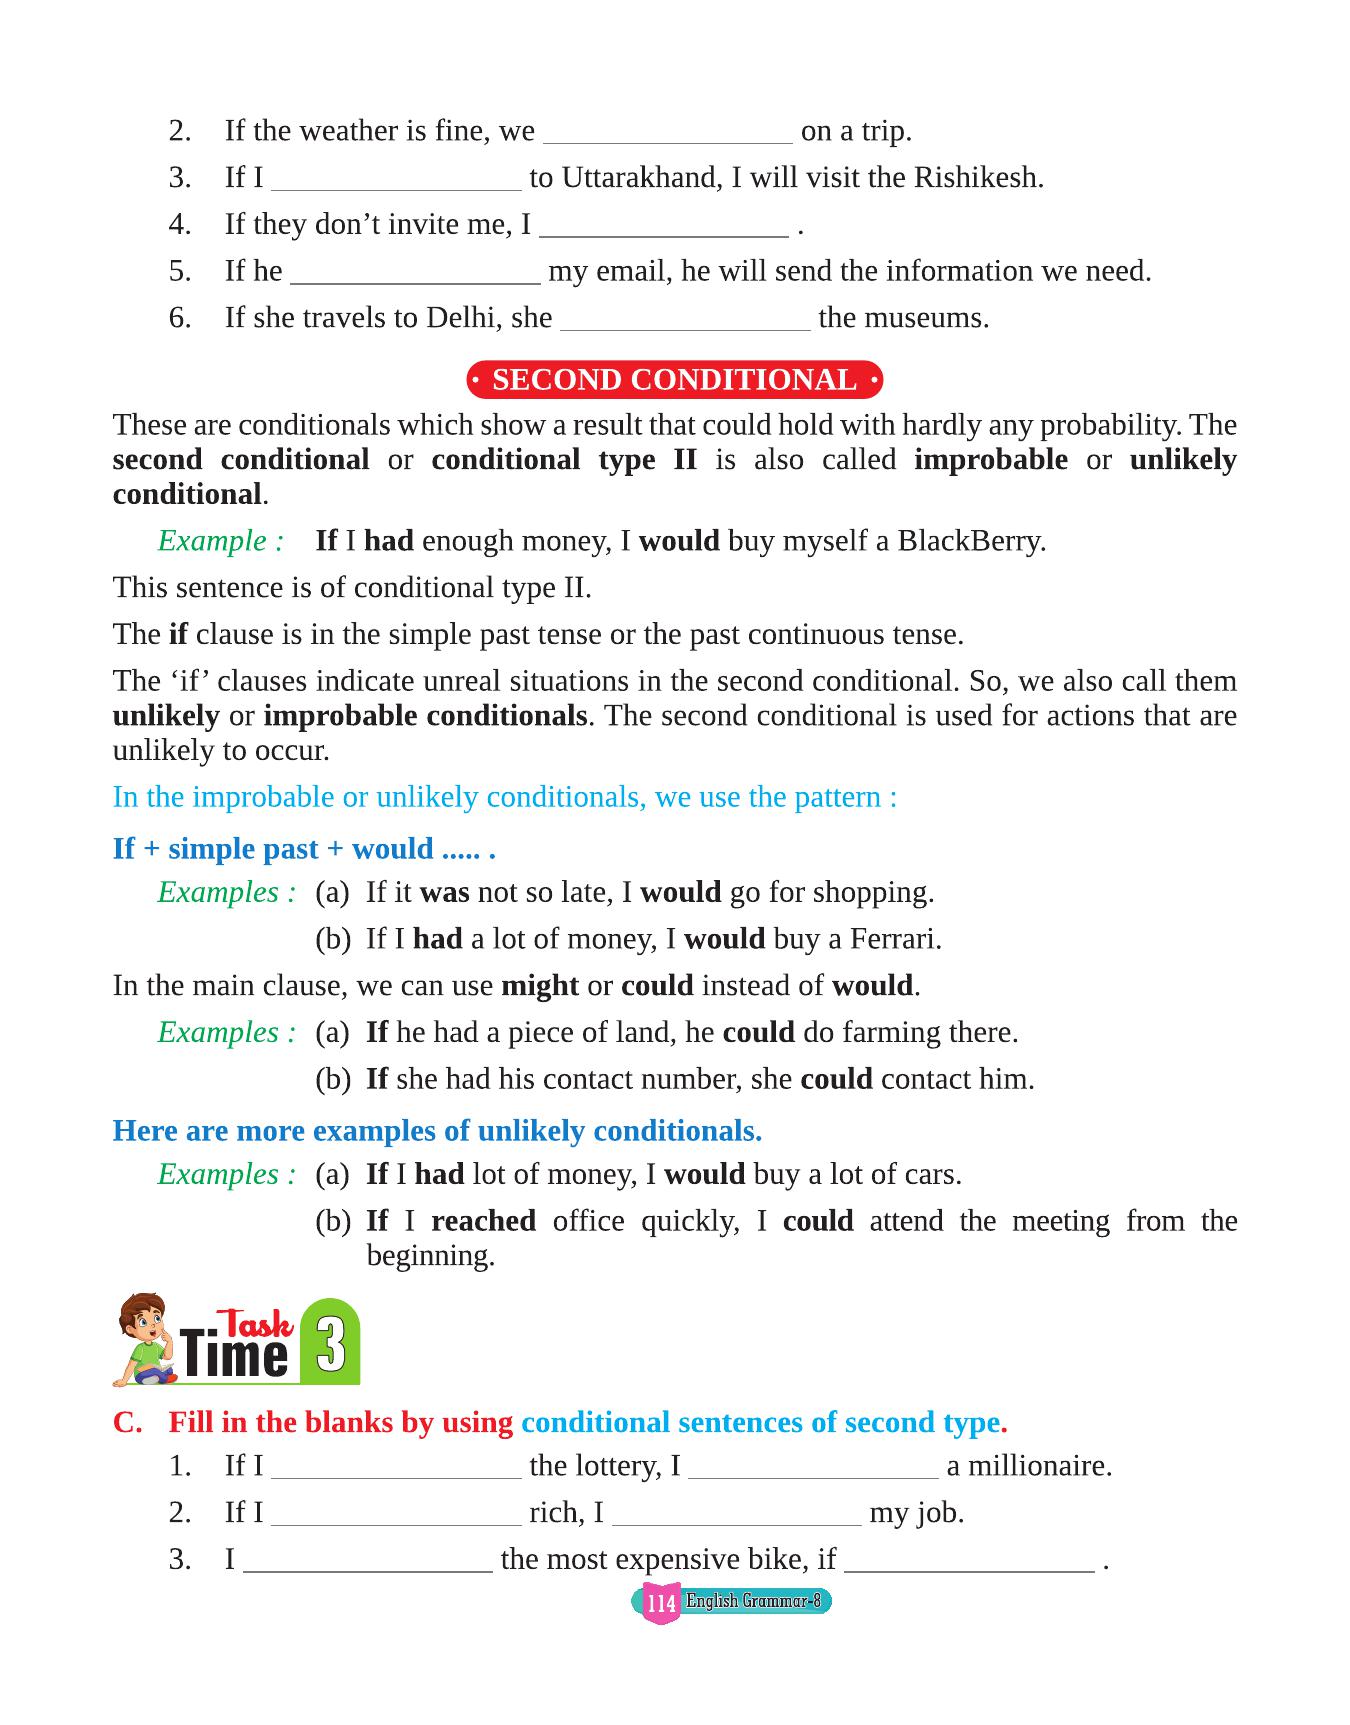 2. If the weather is fine, we ________________ on a trip.
3. If I ________________ to Uttarakhand, I will visit the Rishikesh.
4. If they don’t invite me, I ________________ .
5. If he ________________ my email, he will send the information we need.
6. If she travels to Delhi, she ________________ the museums.
• SECOND CONDITIONAL •
These are conditionals which show a result that could hold with hardly any probability. The
second conditional or conditional type II is also called improbable or unlikely
conditional.
Example : If I had enough money, I would buy myself a BlackBerry.
This sentence is of conditional type II.
The if clause is in the simple past tense or the past continuous tense.
The ‘if’ clauses indicate unreal situations in the second conditional. So, we also call them
unlikely or improbable conditionals. The second conditional is used for actions that are
unlikely to occur.
In the improbable or unlikely conditionals, we use the pattern :
If + simple past + would ..... .
Examples : (a) If it was not so late, I would go for shopping.
(b) If I had a lot of money, I would buy a Ferrari.
In the main clause, we can use might or could instead of would.
Examples : (a) If he had a piece of land, he could do farming there.
(b) If she had his contact number, she could contact him.
Here are more examples of unlikely conditionals.
Examples : (a) If I had lot of money, I would buy a lot of cars.
(b) If I reached office quickly, I could attend the meeting from the
beginning.
Task
Time 3
C. Fill in the blanks by using conditional sentences of second type.
1. If I ________________ the lottery, I ________________ a millionaire.
2. If I ________________ rich, I ________________ my job.
3. I ________________ the most expensive bike, if ________________ .
114 English Grammar-8